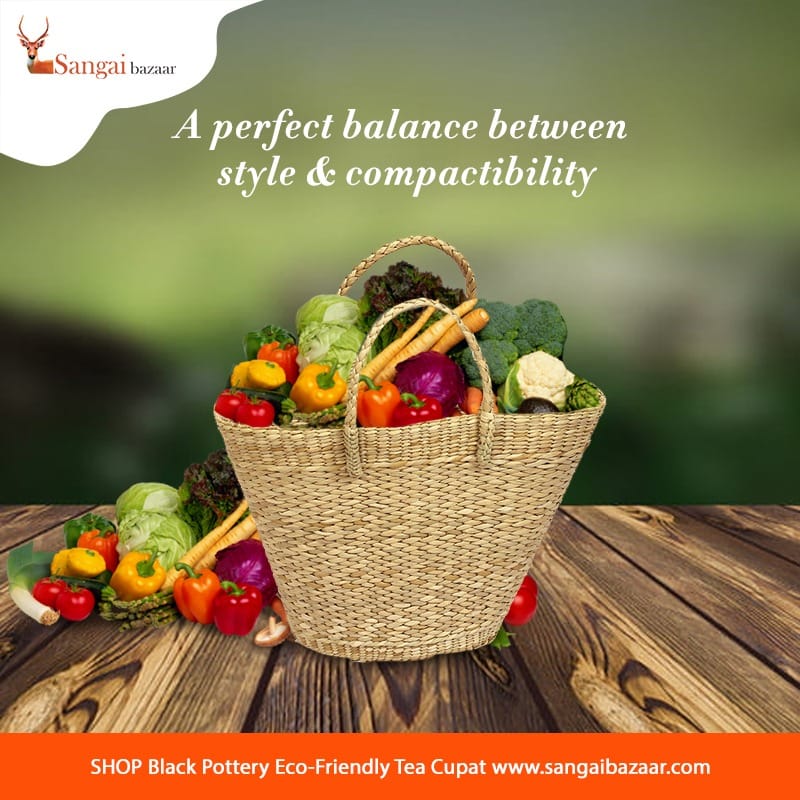 Sangai bazaar
A perfect balance between
style & compactibility
SHOP Black Pottery Eco-Friendly Tea Cupat www.sangaibazaar.com